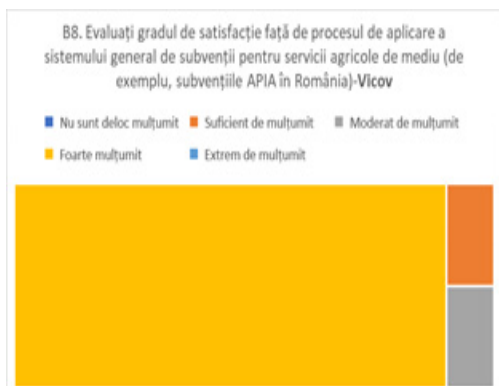 B8. Evaluați gradul de satisfacție față de procesul de aplicare a
sistemului general de subvenții pentru servicii agricole de mediu (de
exemplu, subvențiile APIA în România)-Vicov
Nu sunt deloc mulțumit Suficient de mulțumit Moderat de mulțumit
Foarte mulțumit Extrem de mulțumit